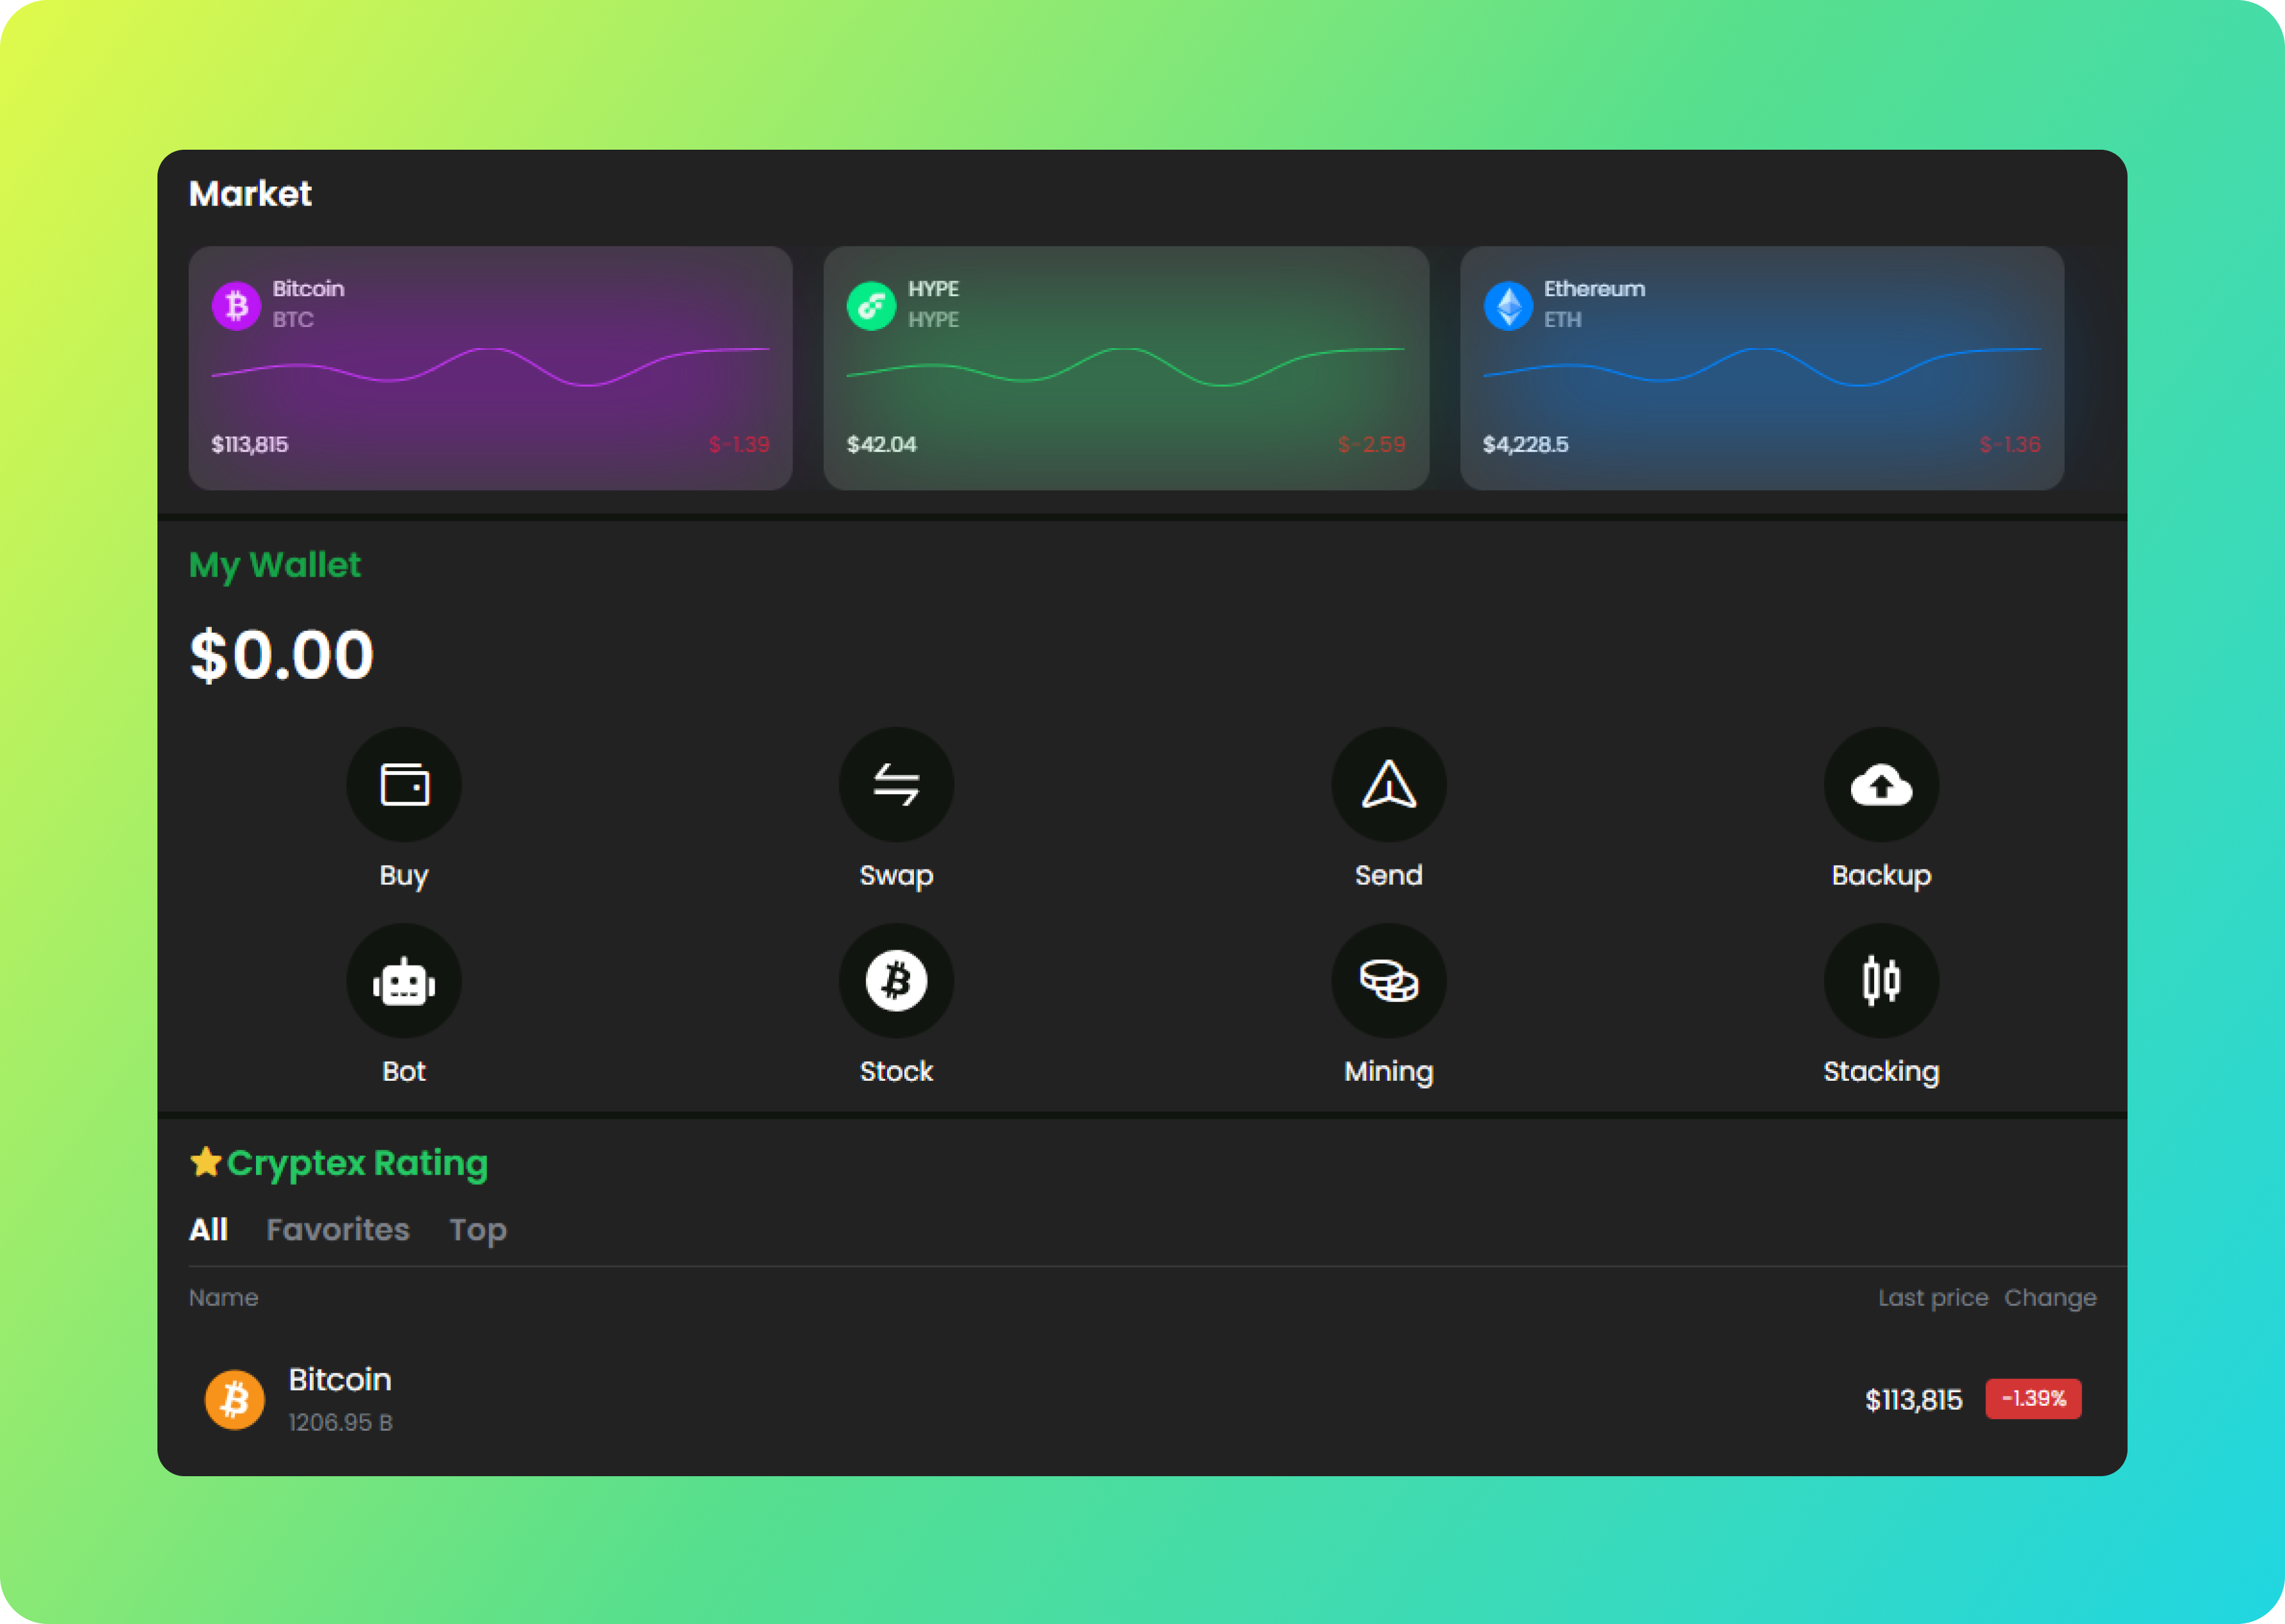 Market
Bitcoin
BTC
$113,815
$-1.39
HYPE
HYPE
$42.04
$-2.59
Ethereum
ETH
$4,228.5
$-1.36
My Wallet
$0.00
Buy
Swap
Send
Backup
Bot
Stock
Mining
Stacking
⭐Cryptex Rating
All Favorites Top
Name Last price Change
Bitcoin
1206.95 B
$113,815 -1.39%